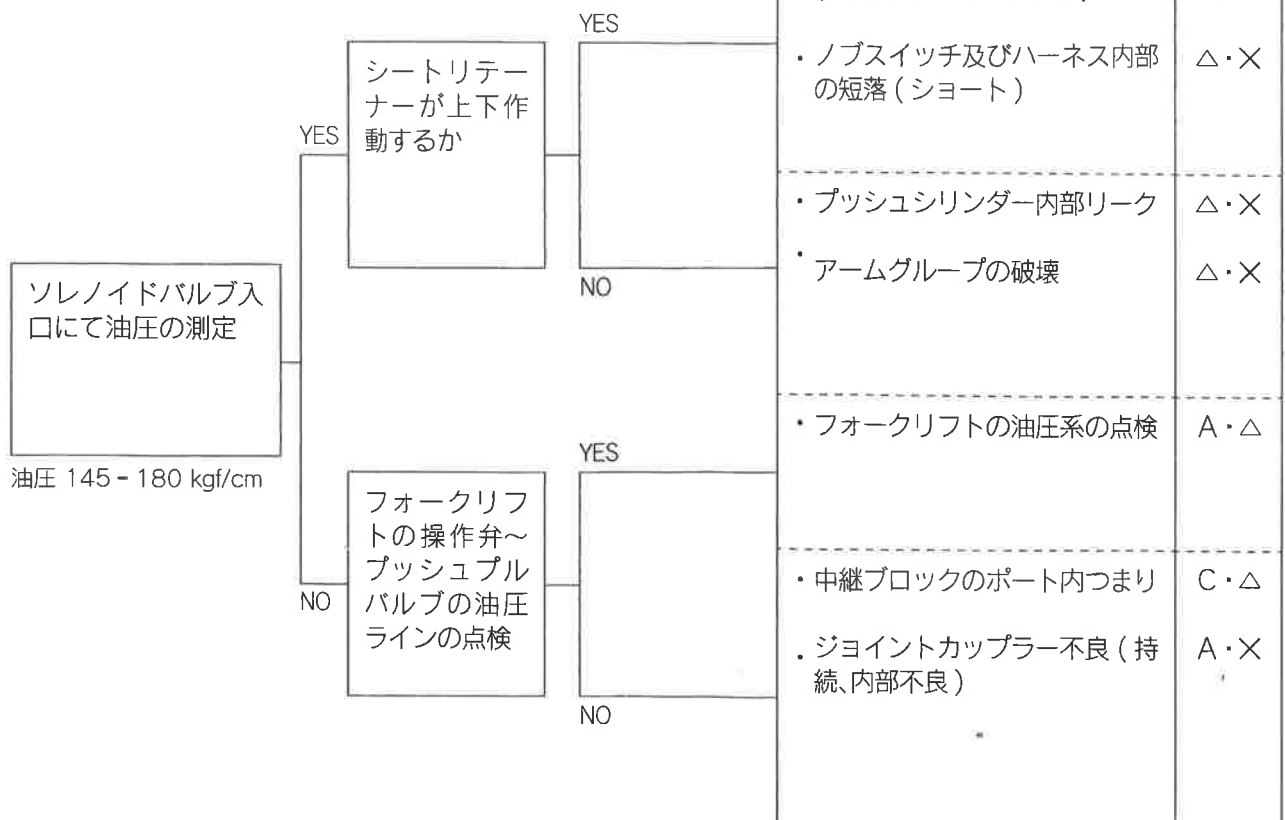 YES
シートリテー
ナーが上下作
動するか
YES
・ノブスイッチ及びハーネス内部
の短落(ショート)
△・×
・プッシュシリンダー内部リーク
△・×
・アームグループの破壊
△・×
NO
ソレノイドバルブ入
口にて油圧の測定
油圧 145 - 180 kgf/cm
・フォークリフトの油圧系の点検
A・△
YES
フォークリフ
トの操作弁～
プッシュプル
バルブの油圧
ラインの点検
NO
・中継ブロックのポート内つまり
C・△
・ジョイントカップラー不良(持
続、内部不良)
A・×
NO